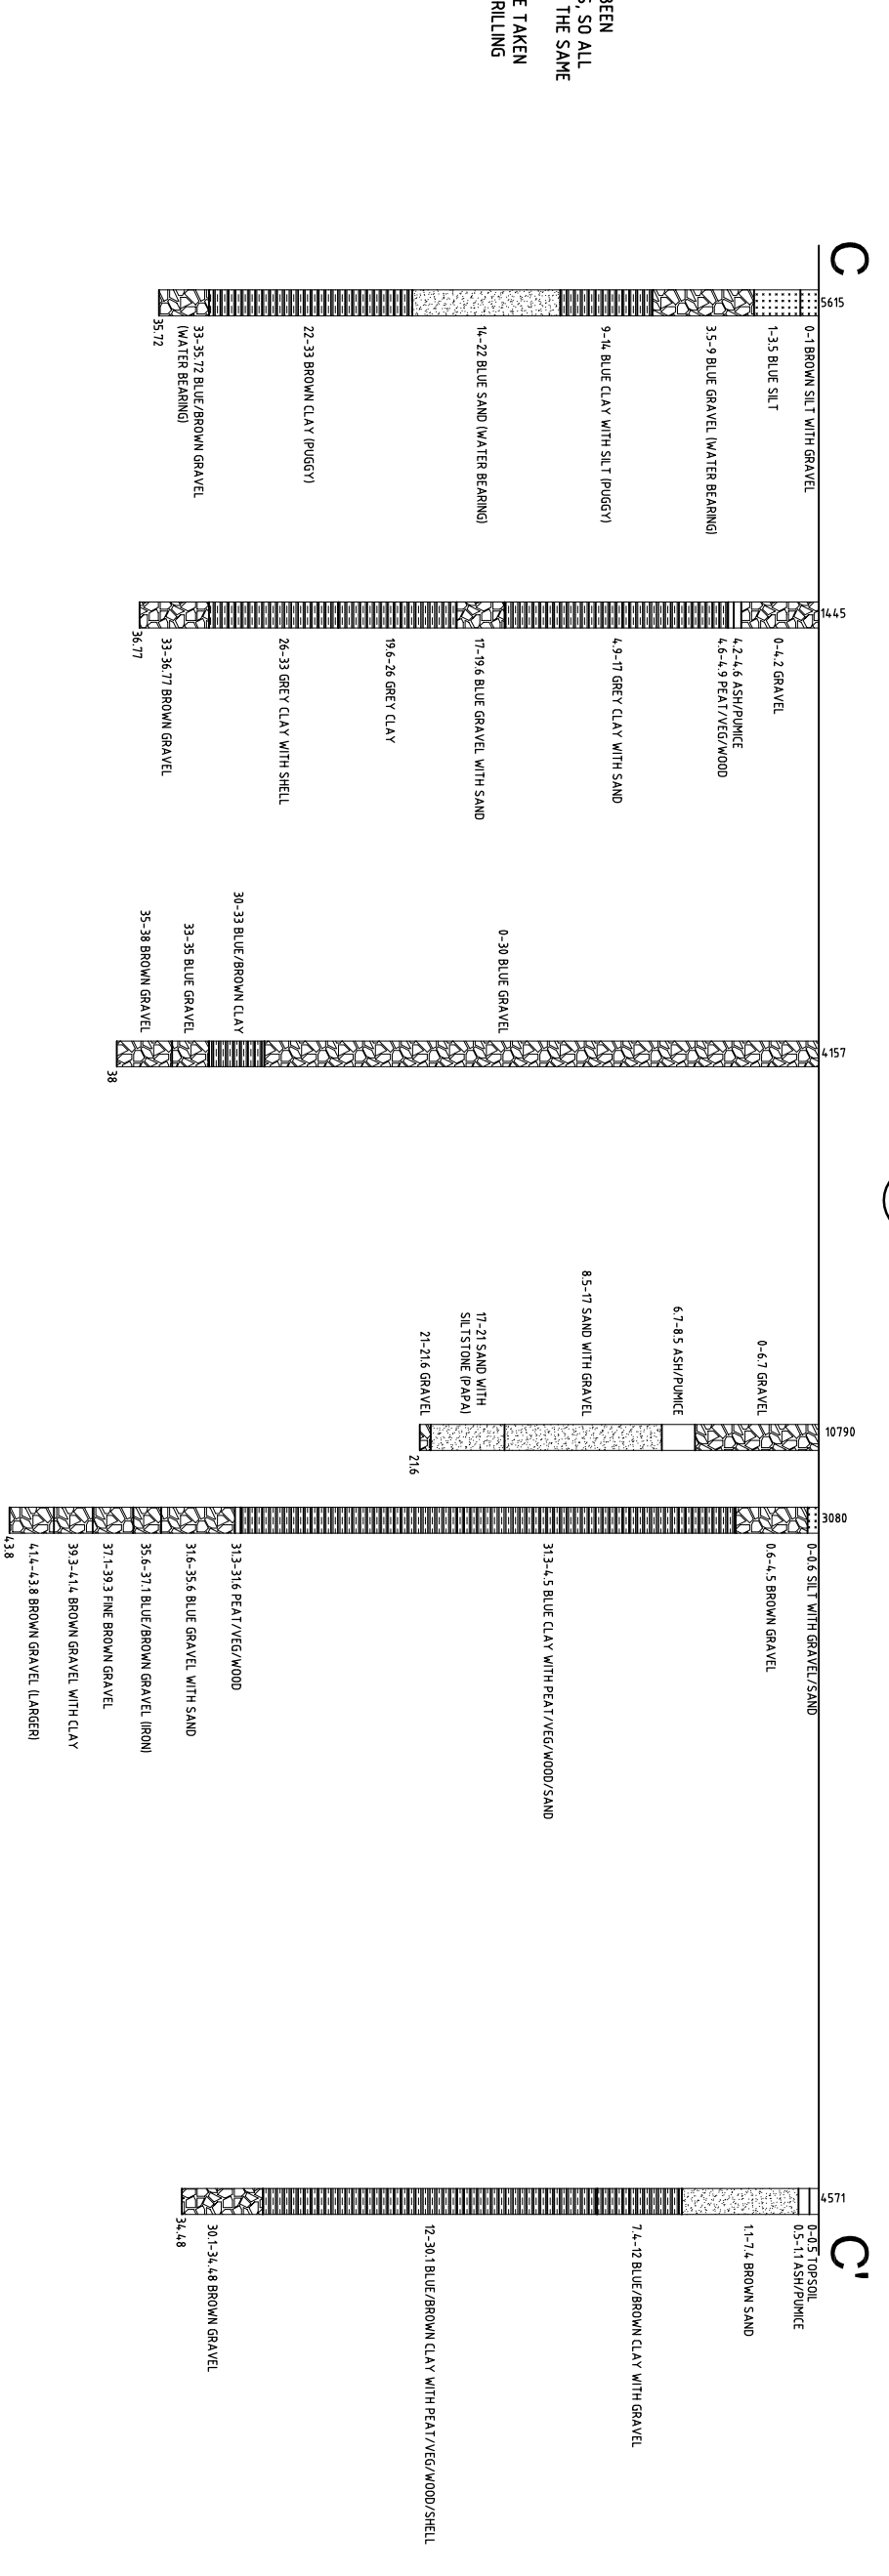 BEEN
, SO ALL
THE SAME
E TAKEN
RILLING
C
5615
0-1 BROWN SILT WITH GRAVEL
1-3.5 BLUE SILT
3.5-9 BLUE GRAVEL (WATER BEARING)
9-14 BLUE CLAY WITH SILT (PUGGY)
14-22 BLUE SAND (WATER BEARING)
22-33 BROWN CLAY (PUGGY)
33-35.72 BLUE/BROWN GRAVEL
(WATER BEARING)
35.72
1445
0-4.2 GRAVEL
4.2-4.6 ASH/PUMICE
4.6-4.9 PEAT/VEG/WOOD
4.9-17 GREY CLAY WITH SAND
17-19.6 BLUE GRAVEL WITH SAND
19.6-26 GREY CLAY
26-33 GREY CLAY WITH SHELL
33-36.77 BROWN GRAVEL
36.77
4157
0-30 BLUE GRAVEL
30-33 BLUE/BROWN CLAY
33-35 BLUE GRAVEL
35-38 BROWN GRAVEL
38
10790
0-6.7 GRAVEL
6.7-8.5 ASH/PUMICE
8.5-17 SAND WITH GRAVEL
17-21 SAND WITH
SILTSTONE (PAPA)
21-21.6 GRAVEL
21.6
3080
0-0.6 SILT WITH GRAVEL/SAND
0.6-4.5 BROWN GRAVEL
31.3-4.5 BLUE CLAY WITH PEAT/VEG/WOOD/SAND
31.3-31.6 PEAT/VEG/WOOD
31.6-35.6 BLUE GRAVEL WITH SAND
35.6-37.1 BLUE/BROWN GRAVEL (IRON)
37.1-39.3 FINE BROWN GRAVEL
39.3-41.4 BROWN GRAVEL WITH CLAY
41.4-43.8 BROWN GRAVEL (LARGER)
43.8
C'
4571
0-0.5 TOPSOIL
0.5-1.1 ASH/PUMICE
1.1-7.4 BROWN SAND
7.4-12 BLUE/BROWN CLAY WITH GRAVEL
12-30.1 BLUE/BROWN CLAY WITH PEAT/VEG/WOOD/SHELL
30.1-34.48 BROWN GRAVEL
34.48